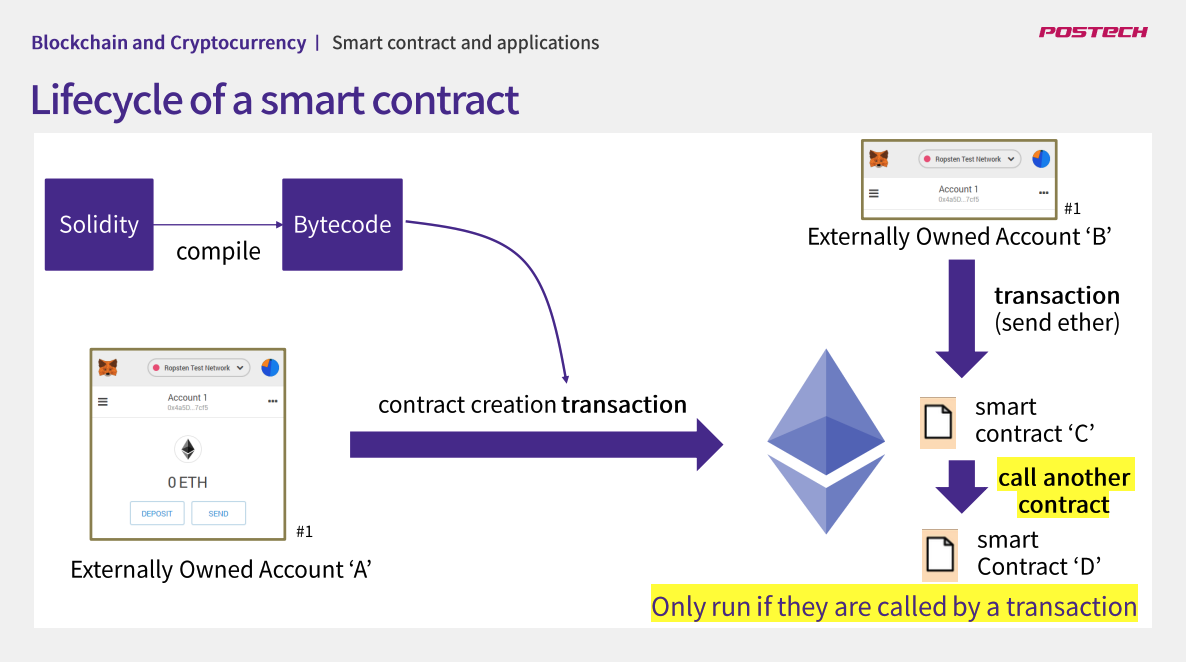 Blockchain and Cryptocurrency | Smart contract and applications
POSTECH
Lifecycle of a smart contract
Solidity
compile
Bytecode
Ropsten Test Network
Account 1
0x4a5D...7cf5
#1
Externally Owned Account ‘B’
transaction
(send ether)
Ropsten Test Network
Account 1
0x4a5D...7cf5
0 ETH
DEPOSIT
SEND
#1
Externally Owned Account ‘A’
contract creation transaction
smart
contract ‘C’
call another
contract
smart
Contract ‘D’
Only run if they are called by a transaction